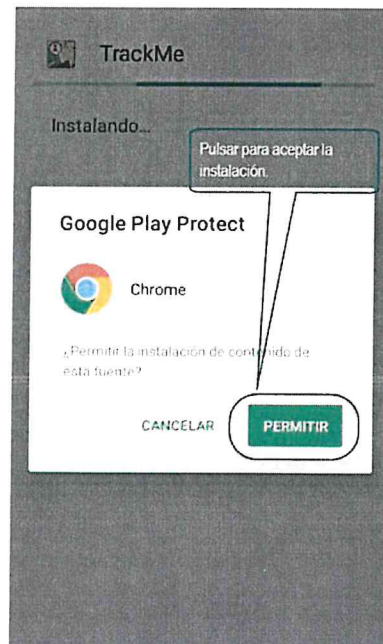 TrackMe
Instalando...
Pulsar para aceptar la
instalación.
Google Play Protect
Chrome
¿Permitir la instalación de contenido de
esta fuente?
CANCELAR
PERMITIR